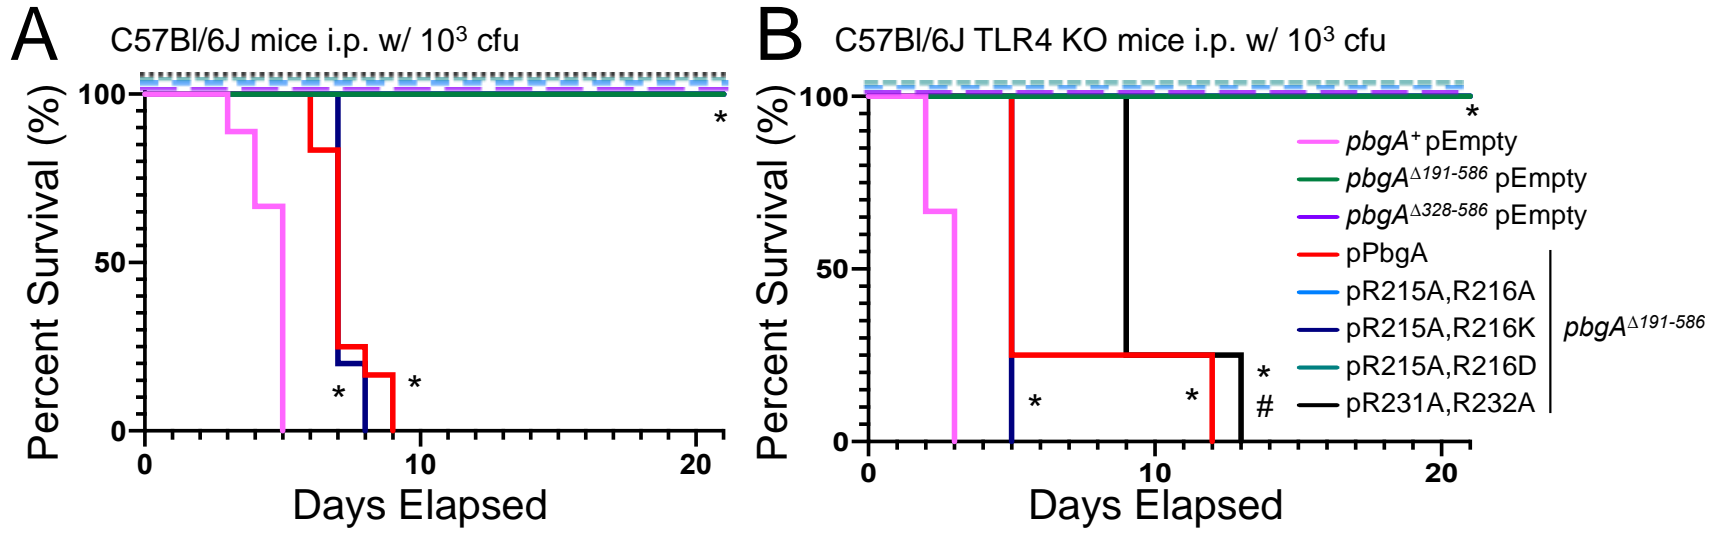 A
C57Bl/6J mice i.p. w/ 10³ cfu
Percent Survival (%)
100
50
0
*
*
*
0
10
20
Days Elapsed
B
C57Bl/6J TLR4 KO mice i.p. w/ 10³ cfu
Percent Survival (%)
100
50
0
*
*
*
*
#
0
10
20
Days Elapsed
pbgA⁺ pEmpty
pbgA^Δ191-586 pEmpty
pbgA^Δ328-586 pEmpty
pPbgA
pR215A,R216A
pR215A,R216K
pR215A,R216D
pR231A,R232A
pbgA^Δ191-586